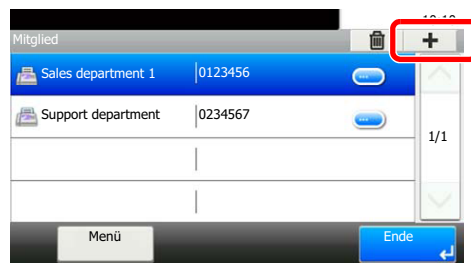 Mitglied
Sales department 1 0123456
Support department 0234567
1/1
Menü Ende